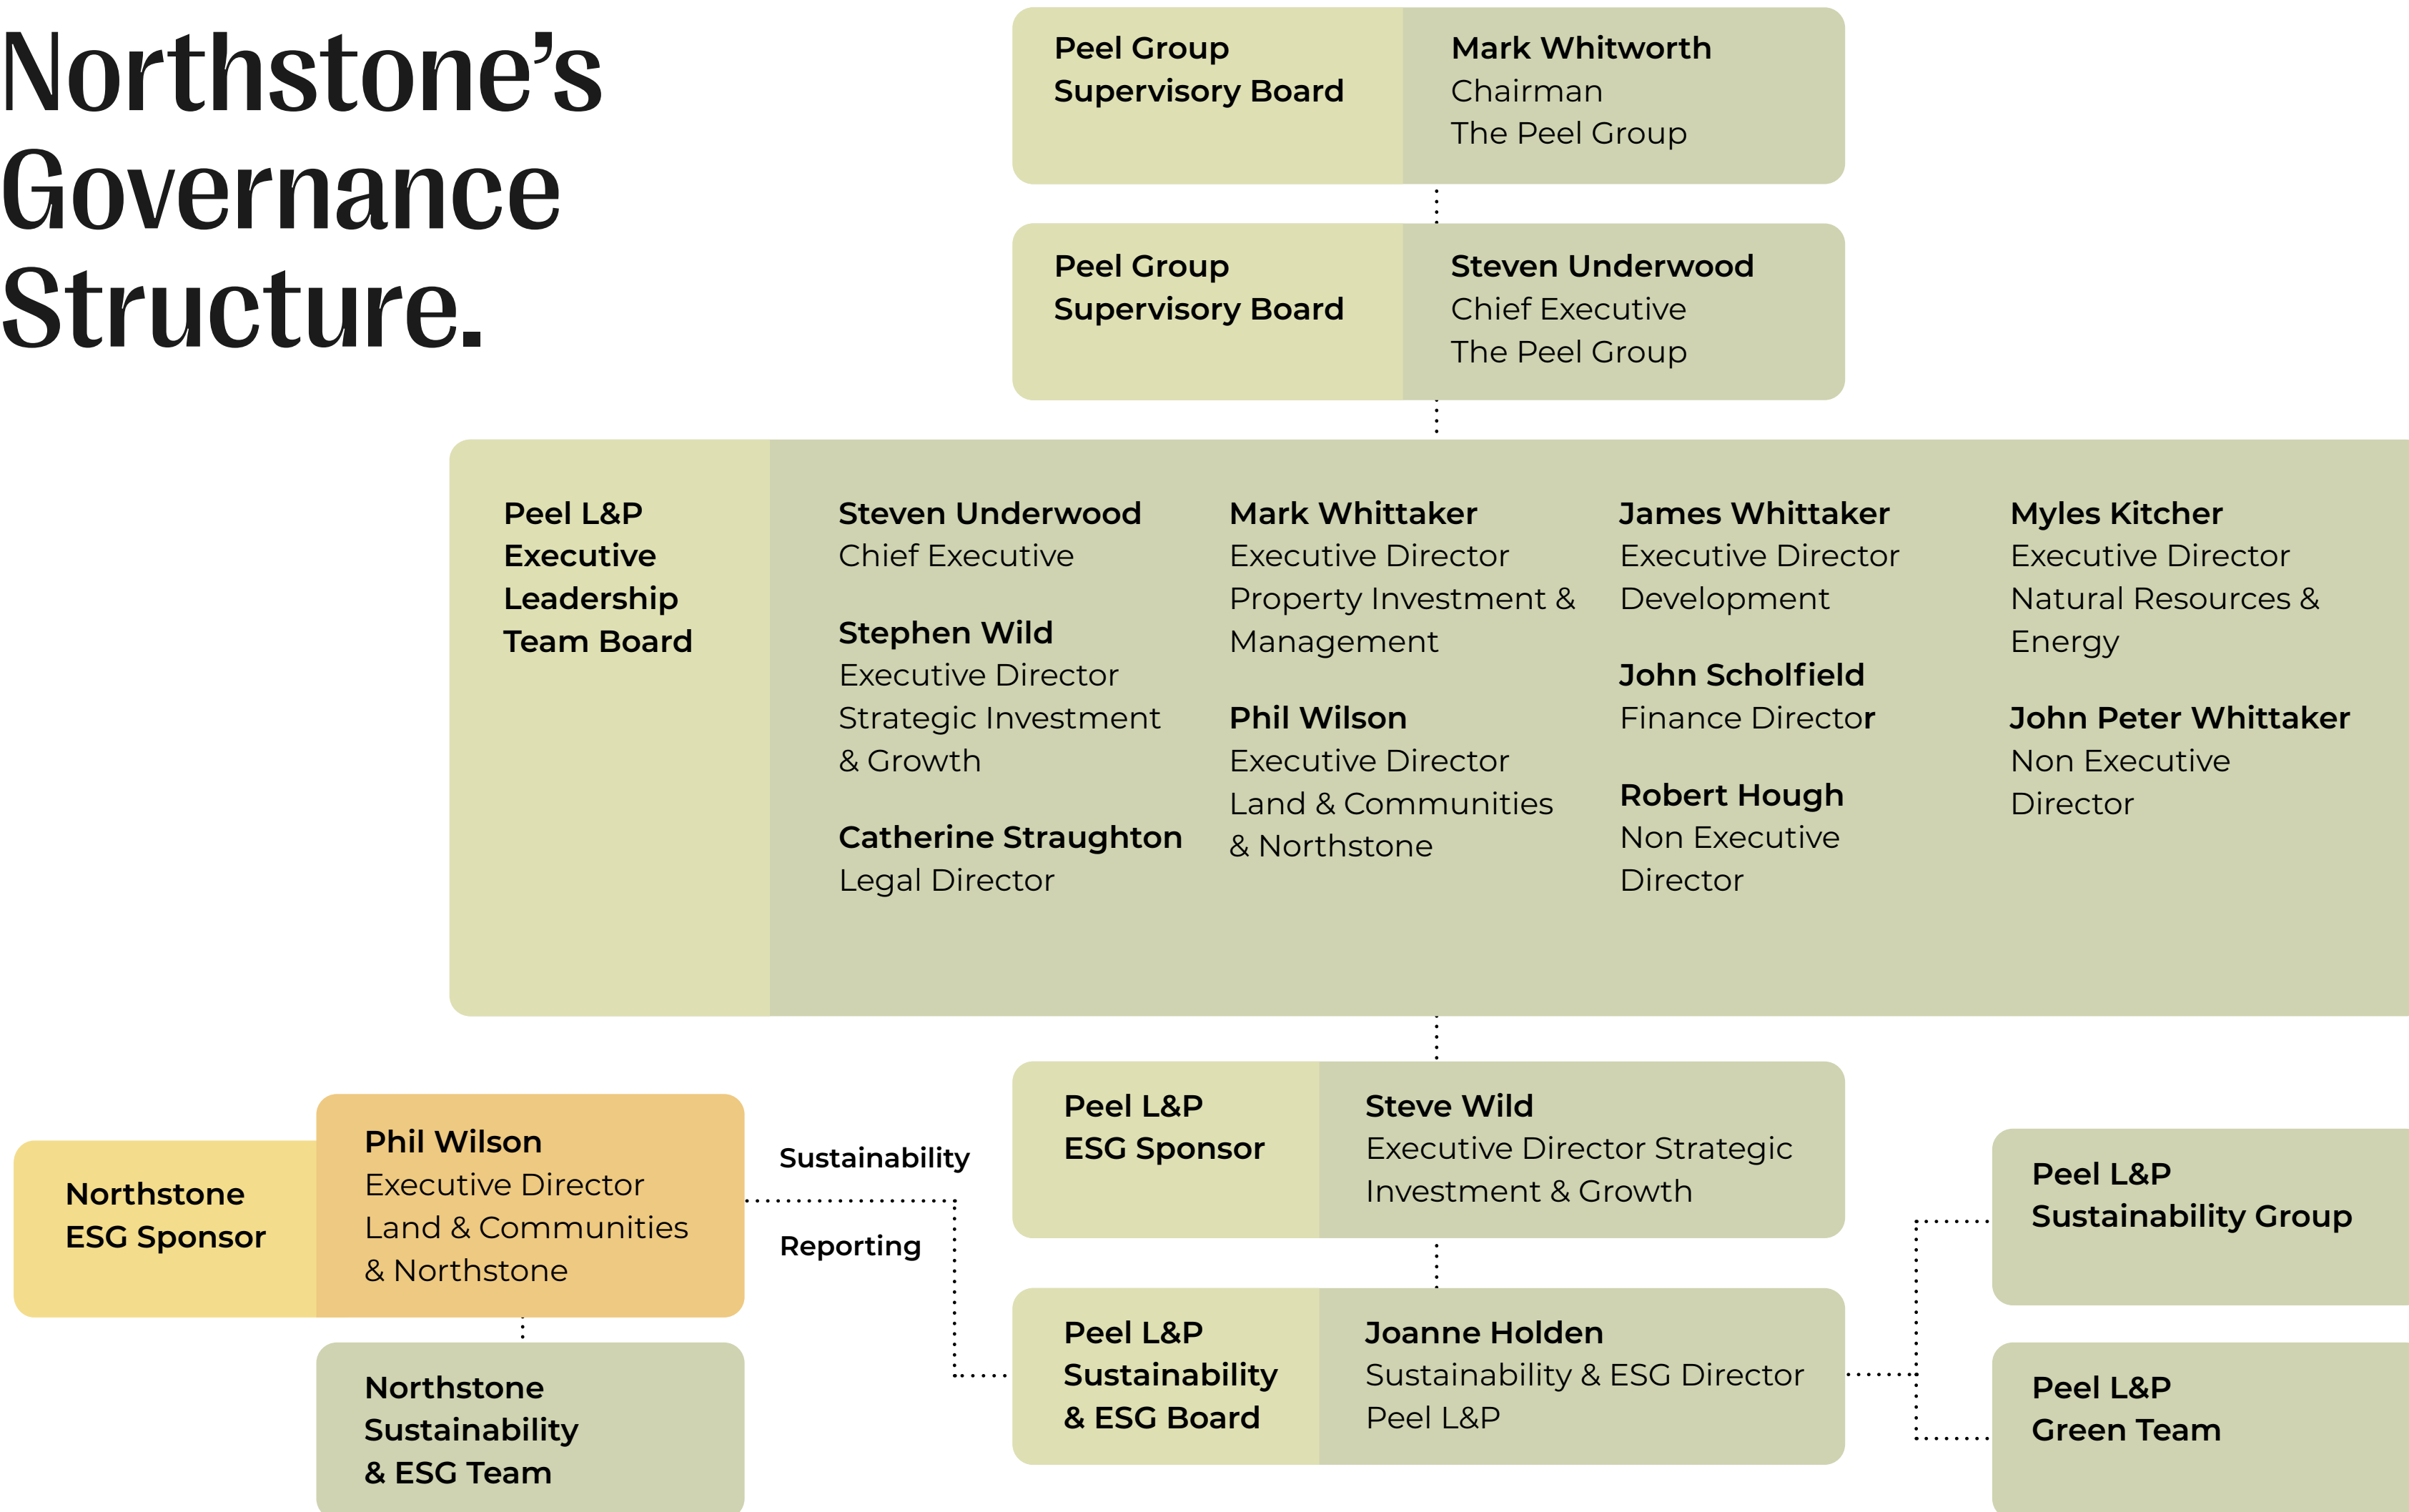 Northstone’s
Governance
Structure.
Peel Group
Supervisory Board
Mark Whitworth
Chairman
The Peel Group
Peel Group
Supervisory Board
Steven Underwood
Chief Executive
The Peel Group
Peel L&P
Executive
Leadership
Team Board
Steven Underwood
Chief Executive
Stephen Wild
Executive Director
Strategic Investment
& Growth
Catherine Straughton
Legal Director
Mark Whittaker
Executive Director
Property Investment &
Management
Phil Wilson
Executive Director
Land & Communities
& Northstone
James Whittaker
Executive Director
Development
John Scholfield
Finance Director
Robert Hough
Non Executive
Director
Myles Kitcher
Executive Director
Natural Resources &
Energy
John Peter Whittaker
Non Executive
Director
Northstone
ESG Sponsor
Phil Wilson
Executive Director
Land & Communities
& Northstone
Northstone
Sustainability
& ESG Team
Sustainability
Reporting
Peel L&P
ESG Sponsor
Steve Wild
Executive Director Strategic
Investment & Growth
Peel L&P
Sustainability
& ESG Board
Joanne Holden
Sustainability & ESG Director
Peel L&P
Peel L&P
Sustainability Group
Peel L&P
Green Team